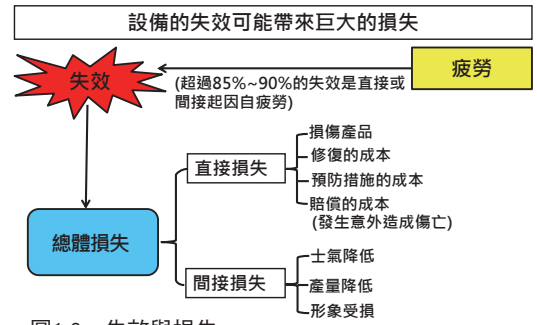 設備的失效可能帶來巨大的損失
失效
疲勞
(超過85%~90%的失效是直接或
間接起因自疲勞)
總體損失
直接損失
損傷產品
修復的成本
預防措施的成本
賠償的成本
(發生意外造成傷亡)
間接損失
士氣降低
產量降低
形象受損